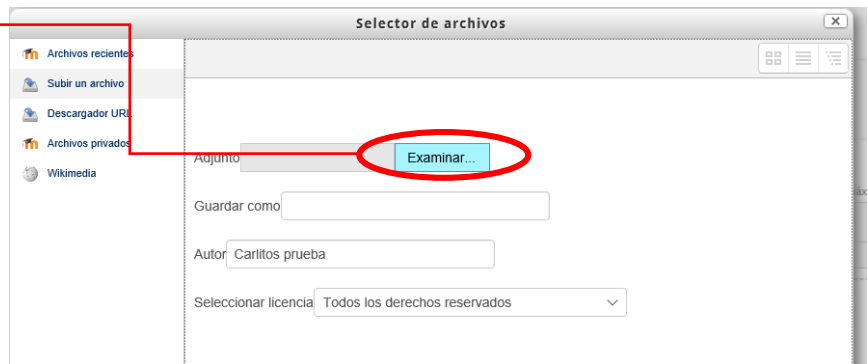 Selector de archivos
Archivos recientes
Subir un archivo
Descargador URL
Archivos privados
Wikimedia
Adjunto
Examinar...
Guardar como
Autor Carlitos prueba
Seleccionar licencia Todos los derechos reservados